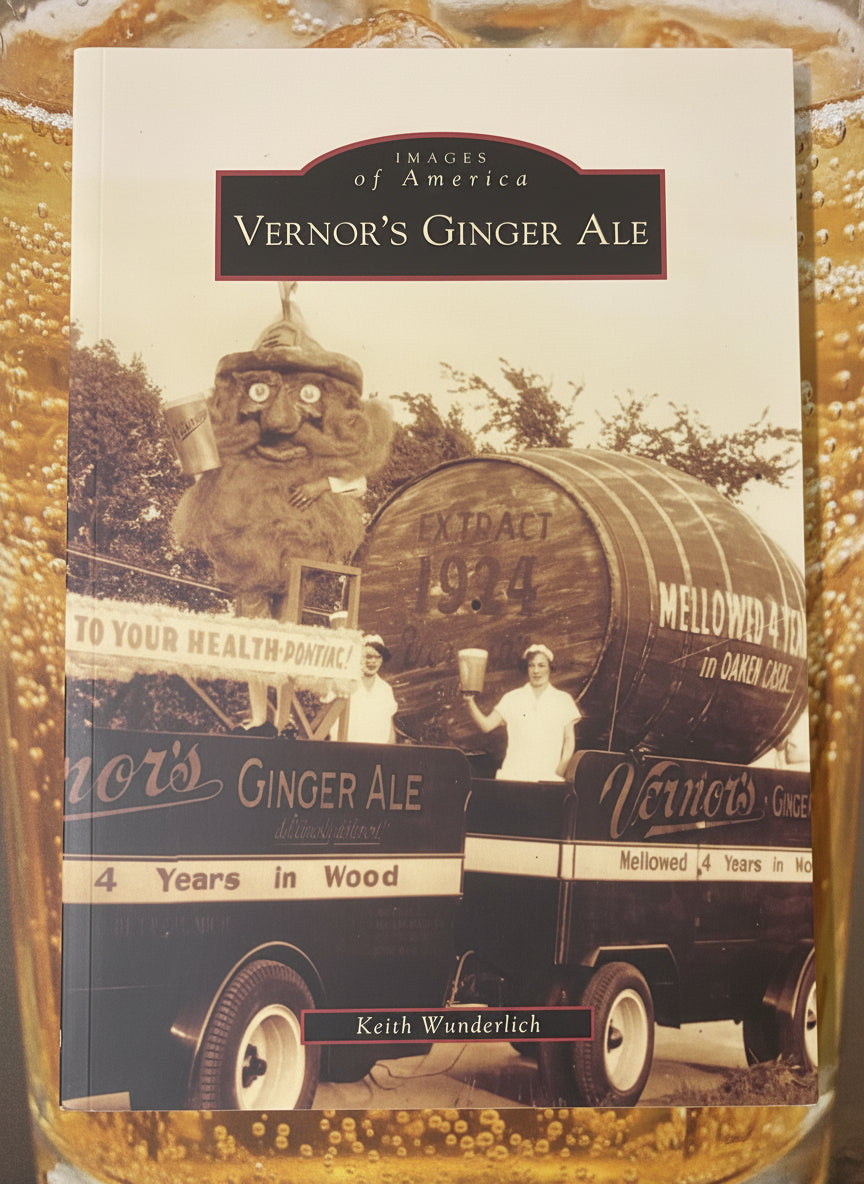 IMAGES
of America
VERNOR'S GINGER ALE
EXTRACT
1924
MELLOWED 4 YEA
in OAKEN CASKS
TO YOUR HEALTH-PONTIAC!
nor's GINGER ALE
4 Years in Wood
Vernor's GINGER
Mellowed 4 Years in Wo
Keith Wunderlich